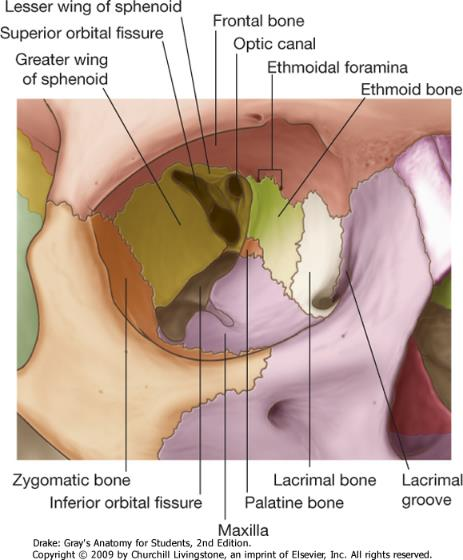 Lesser wing of sphenoid
Frontal bone
Superior orbital fissure
Optic canal
Greater wing
of sphenoid
Ethmoidal foramina
Ethmoid bone
Zygomatic bone
Lacrimal bone
Lacrimal
groove
Inferior orbital fissure
Palatine bone
Maxilla
Drake: Gray's Anatomy for Students, 2nd Edition.
Copyright © 2009 by Churchill Livingstone, an imprint of Elsevier, Inc. All rights reserved.